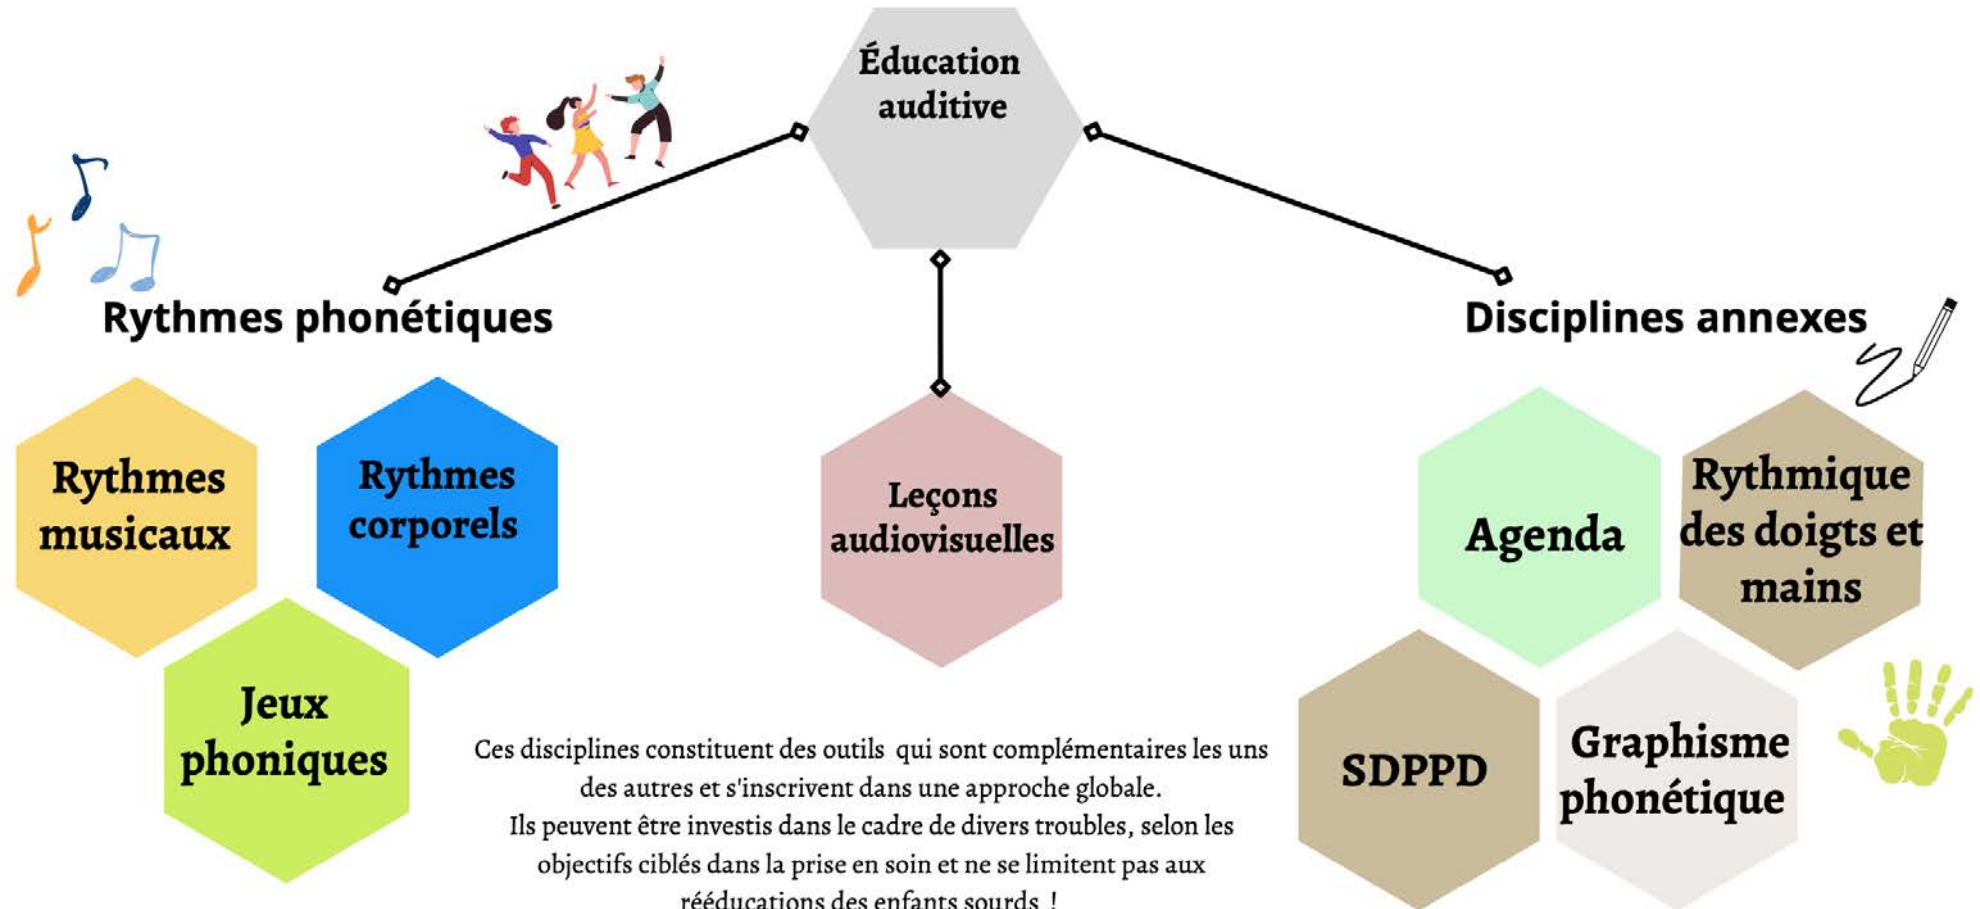 Éducation
auditive
Rythmes phonétiques
Disciplines annexes
Rythmes
musicaux
Rythmes
corporels
Jeux
phoniques
Leçons
audiovisuelles
Agenda
Rythmique
des doigts et
mains
SDPPD
Graphisme
phonétique
Ces disciplines constituent des outils qui sont complémentaires les uns
des autres et s'inscrivent dans une approche globale.
Ils peuvent être investis dans le cadre de divers troubles, selon les
objectifs ciblés dans la prise en soin et ne se limitent pas aux
rééducations des enfants sourds !